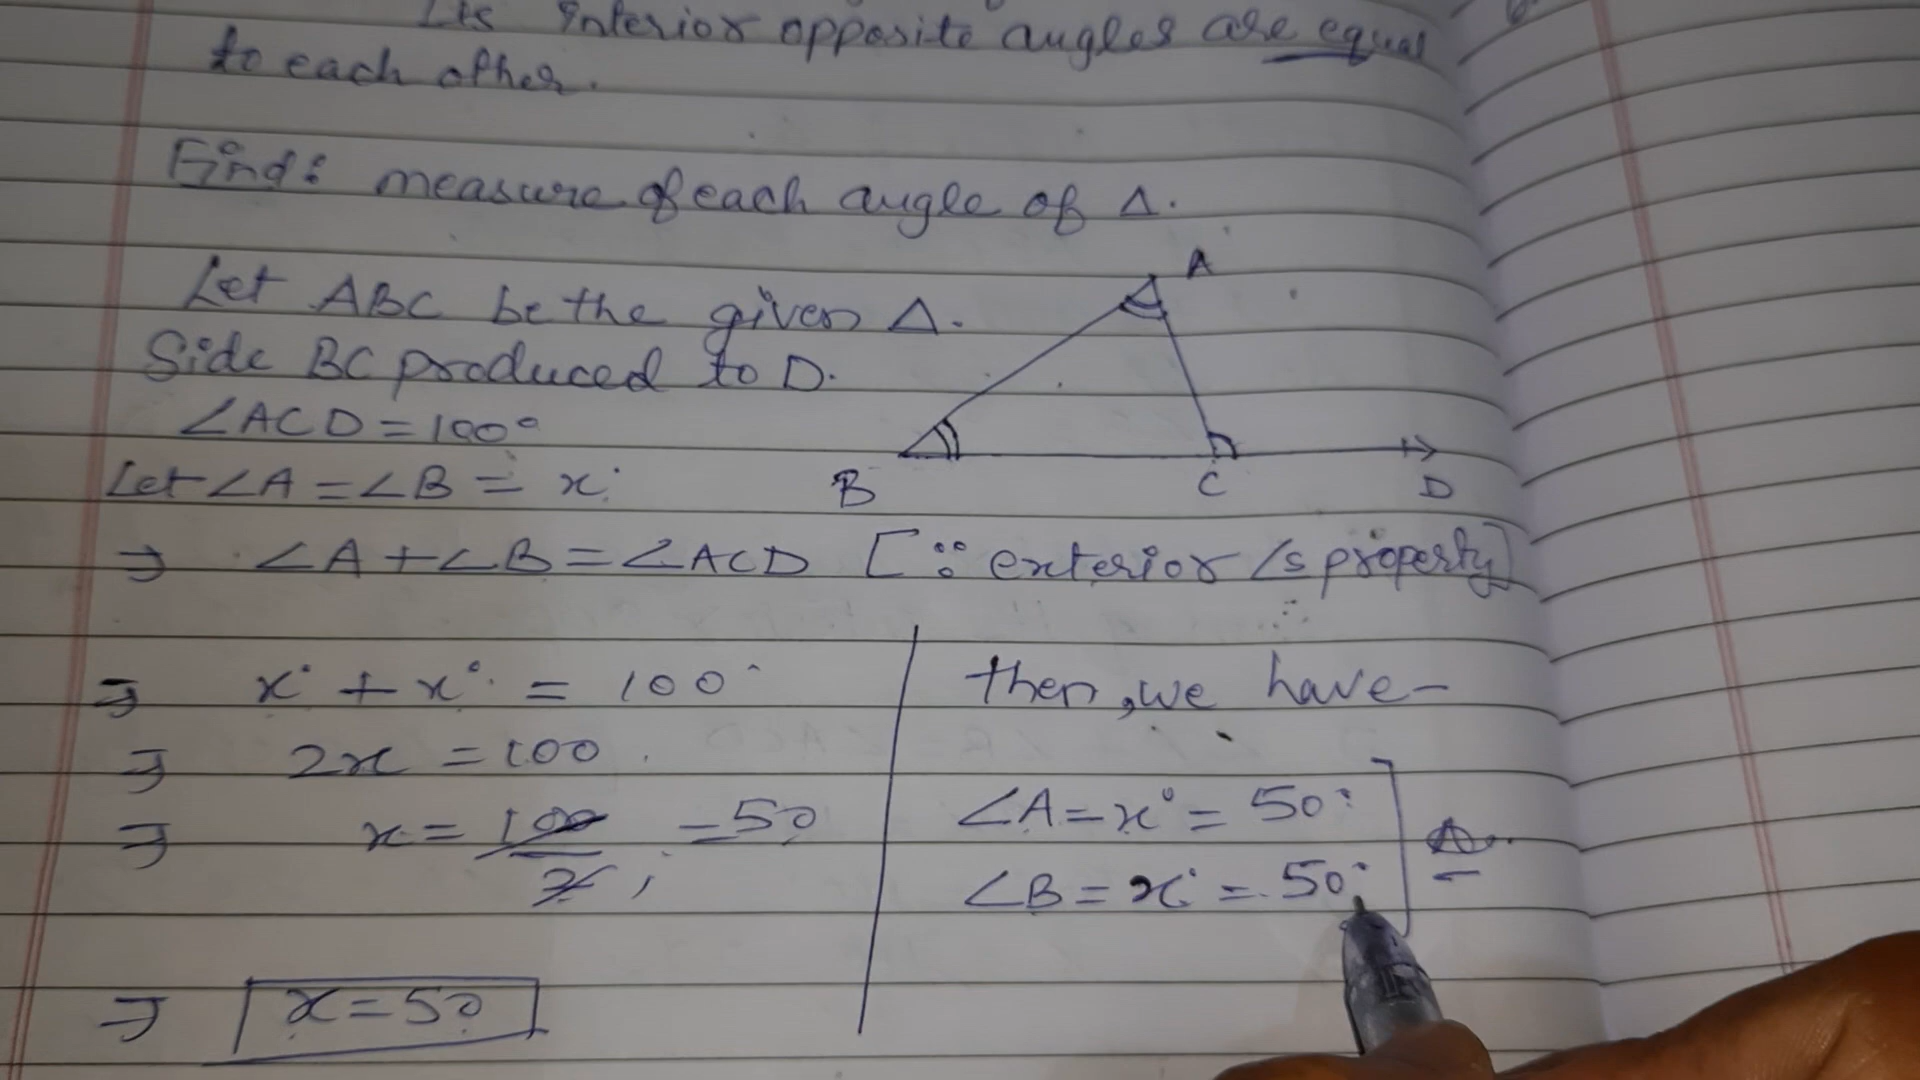 Its interior opposite angles are equal
to each other.
Find: measure of each angle of Δ.
Let ABC be the given Δ.
Side BC produced to D.
∠ACD = 100°
Let ∠A = ∠B = x°
A
B
C
D
⇒ ∠A + ∠B = ∠ACD [∵ exterior ∠s property]
⇒ x° + x° = 100°
⇒ 2x = 100
⇒ x = 100/2, = 50
⇒ x = 50
then, we have -
∠A = x° = 50°
∠B = x° = 50°